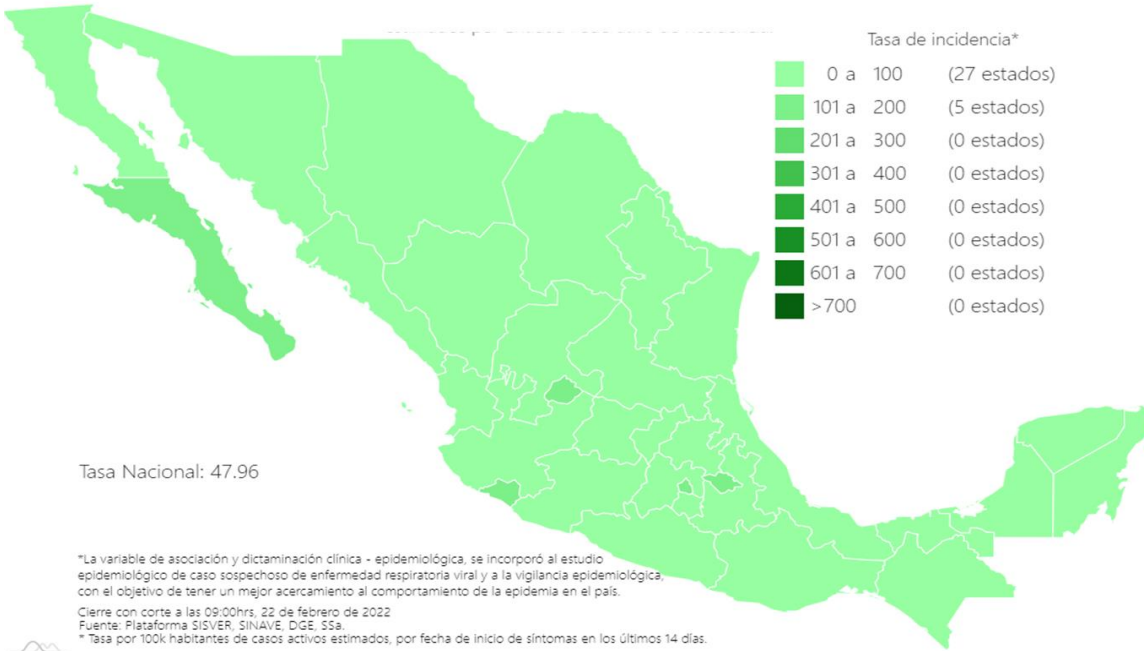 Tasa de incidencia*
0 a 100 (27 estados)
101 a 200 (5 estados)
201 a 300 (0 estados)
301 a 400 (0 estados)
401 a 500 (0 estados)
501 a 600 (0 estados)
601 a 700 (0 estados)
>700 (0 estados)
Tasa Nacional: 47.96
*La variable de asociación y dictaminación clínica - epidemiológica, se incorporó al estudio
epidemiológico de caso sospechoso de enfermedad respiratoria viral y a la vigilancia epidemiológica,
con el objetivo de tener un mejor acercamiento al comportamiento de la epidemia en el país.
Cierre con corte a las 09:00hrs, 22 de febrero de 2022
Fuente: Plataforma SISVER, SINAVE, DGE, SSa.
* Tasa por 100k habitantes de casos activos estimados, por fecha de inicio de síntomas en los últimos 14 días.